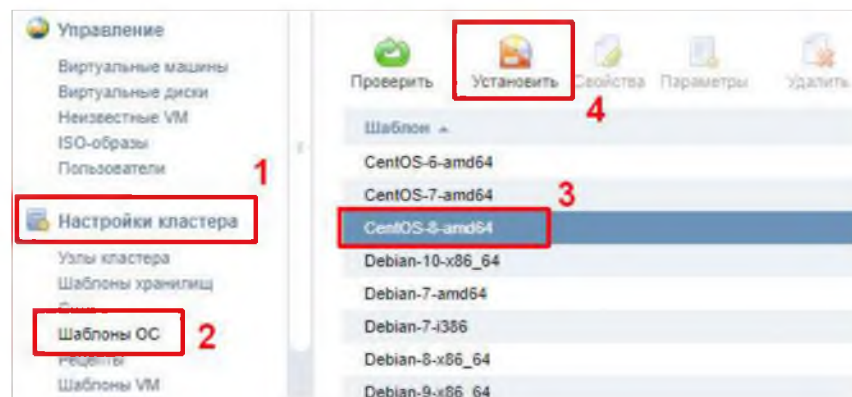 Управление
Виртуальные машины
Виртуальные диски
Неизвестные VM
ISO-образы
Пользователи
1
Настройки кластера
Узлы кластера
Шаблоны хранилищ
Шаблоны ОС
2
Рецепты
Шаблоны VM
Проверить
Установить
Свойства
Параметры
Удалить
4
Шаблон
CentOS-6-amd64
CentOS-7-amd64
3
CentOS-8-amd64
Debian-10-x86_64
Debian-7-amd64
Debian-7-i386
Debian-8-x86_64
Debian-9-x86_64